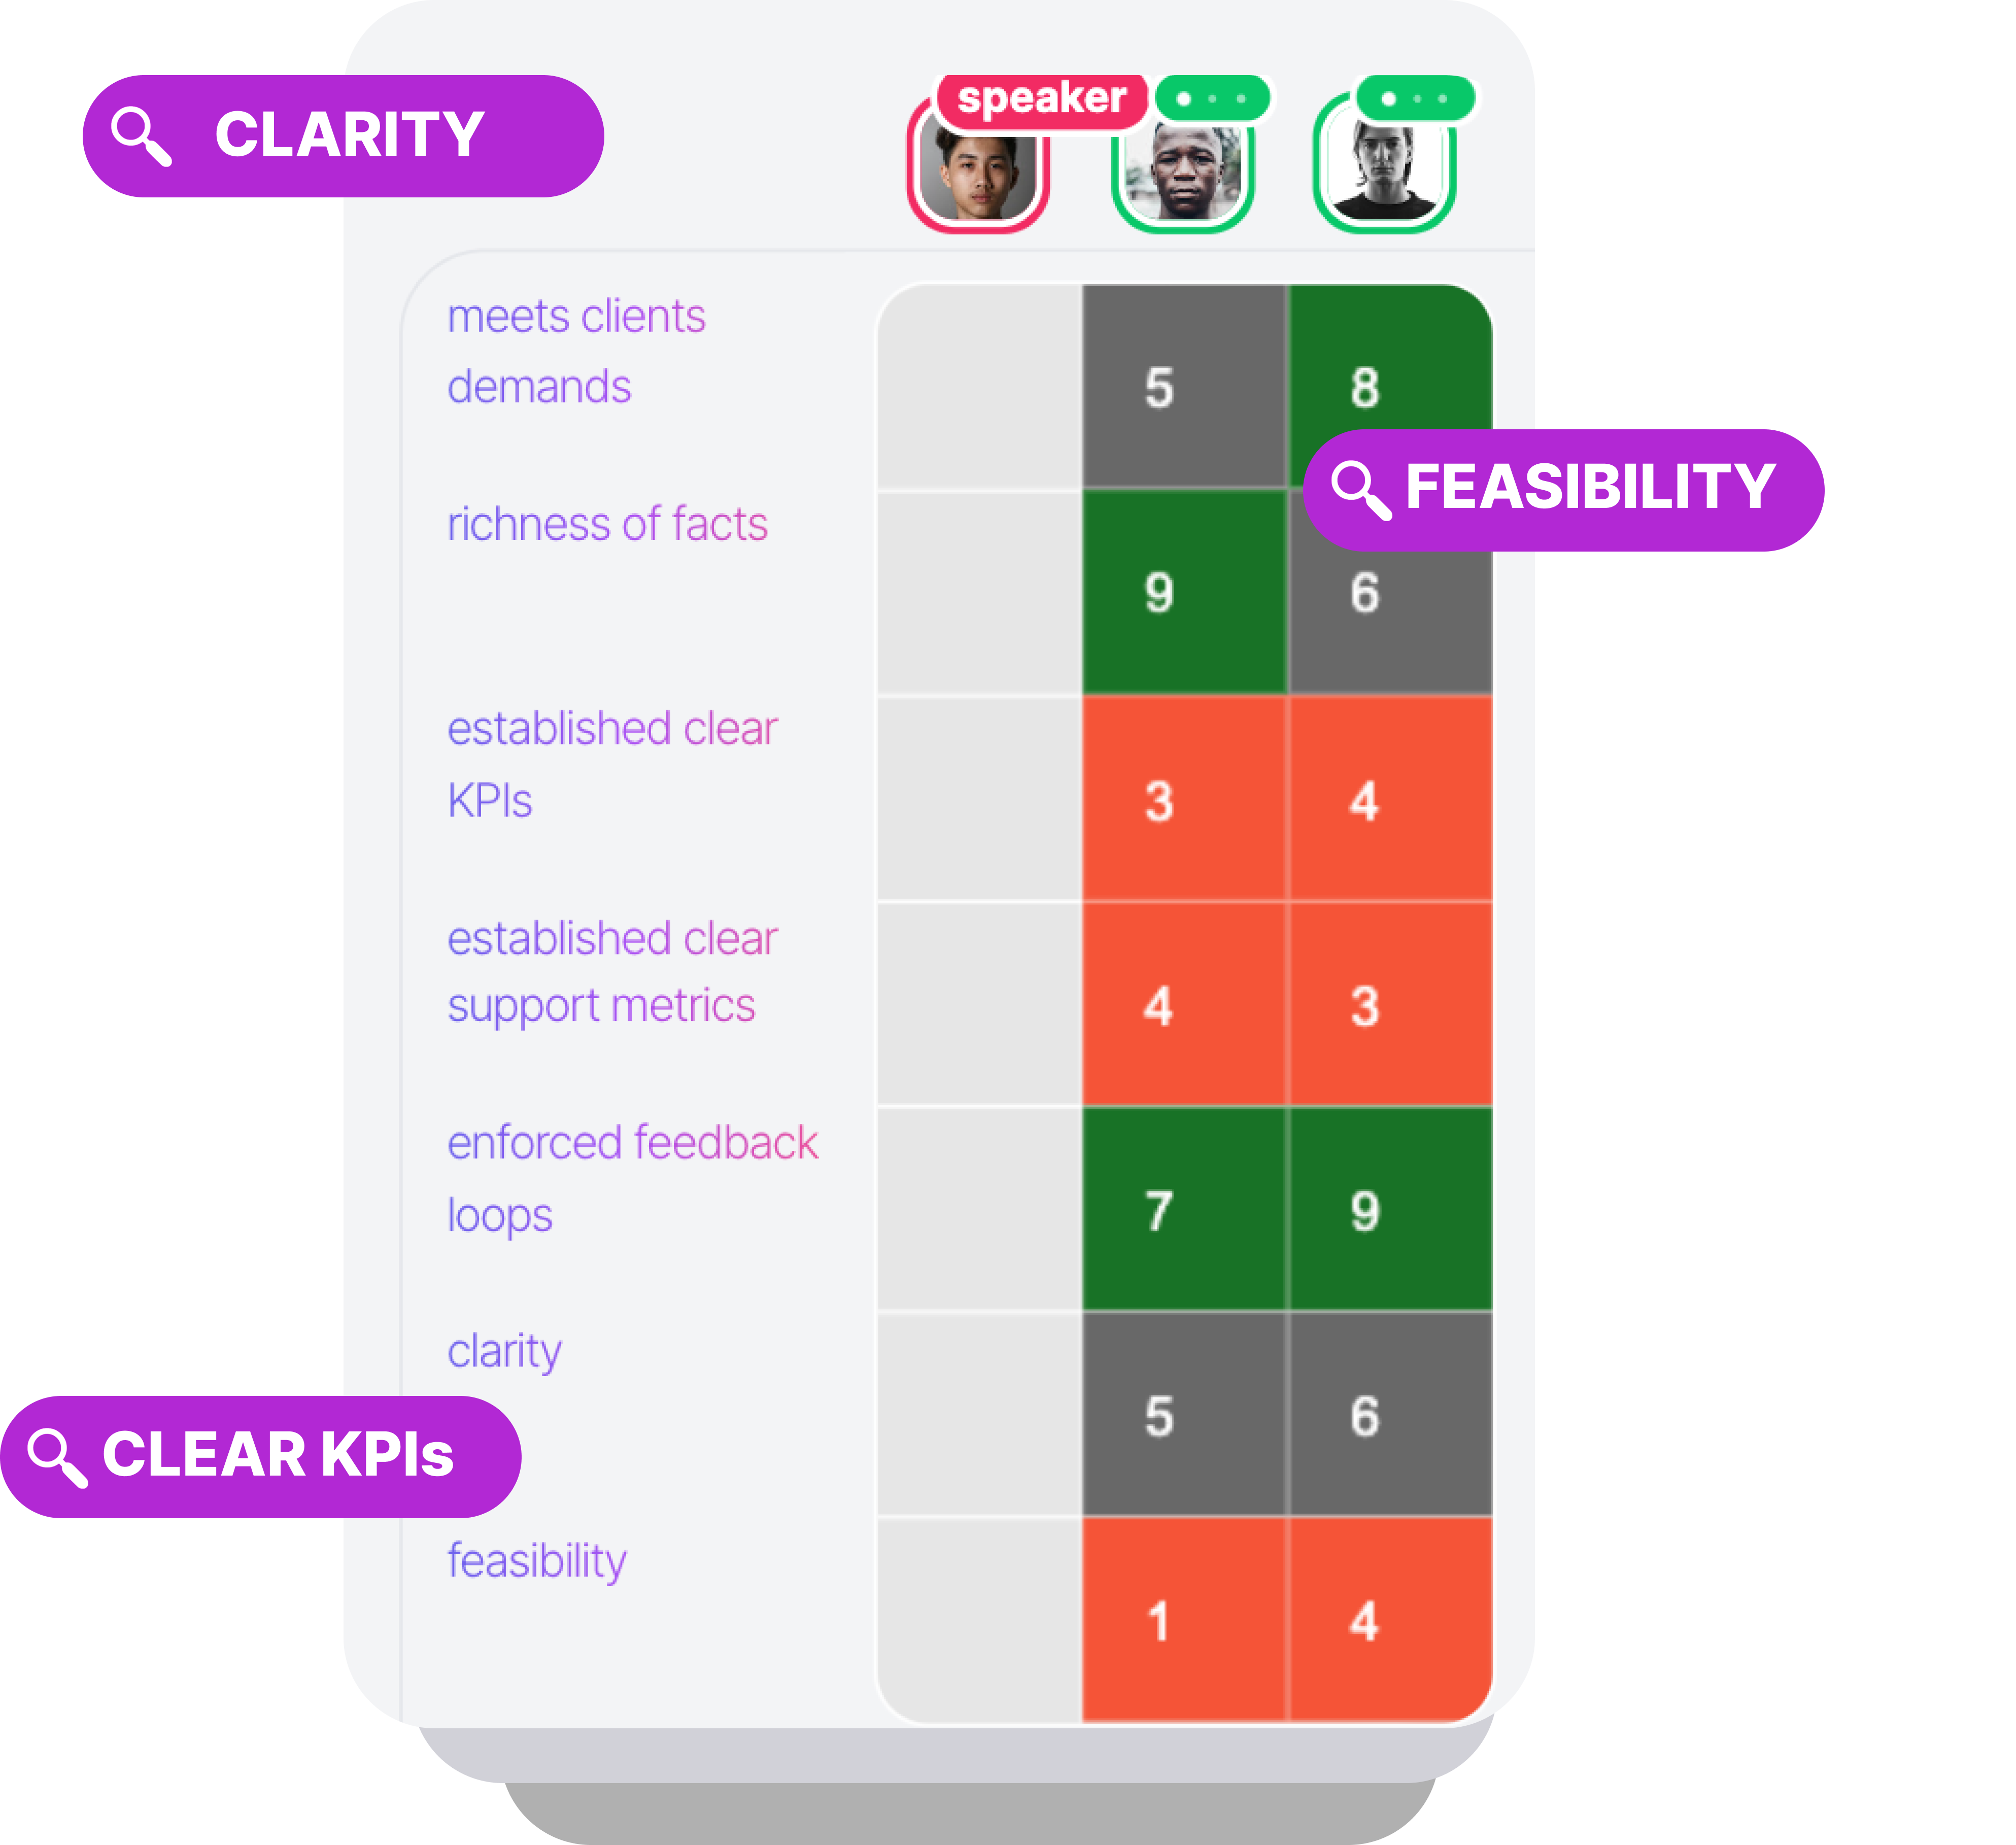 CLARITY
speaker
meets clients
demands
5 8
FEASIBILITY
richness of facts
9 6
established clear
KPIs
3 4
established clear
support metrics
4 3
enforced feedback
loops
7 9
clarity
5 6
CLEAR KPIs
feasibility
1 4